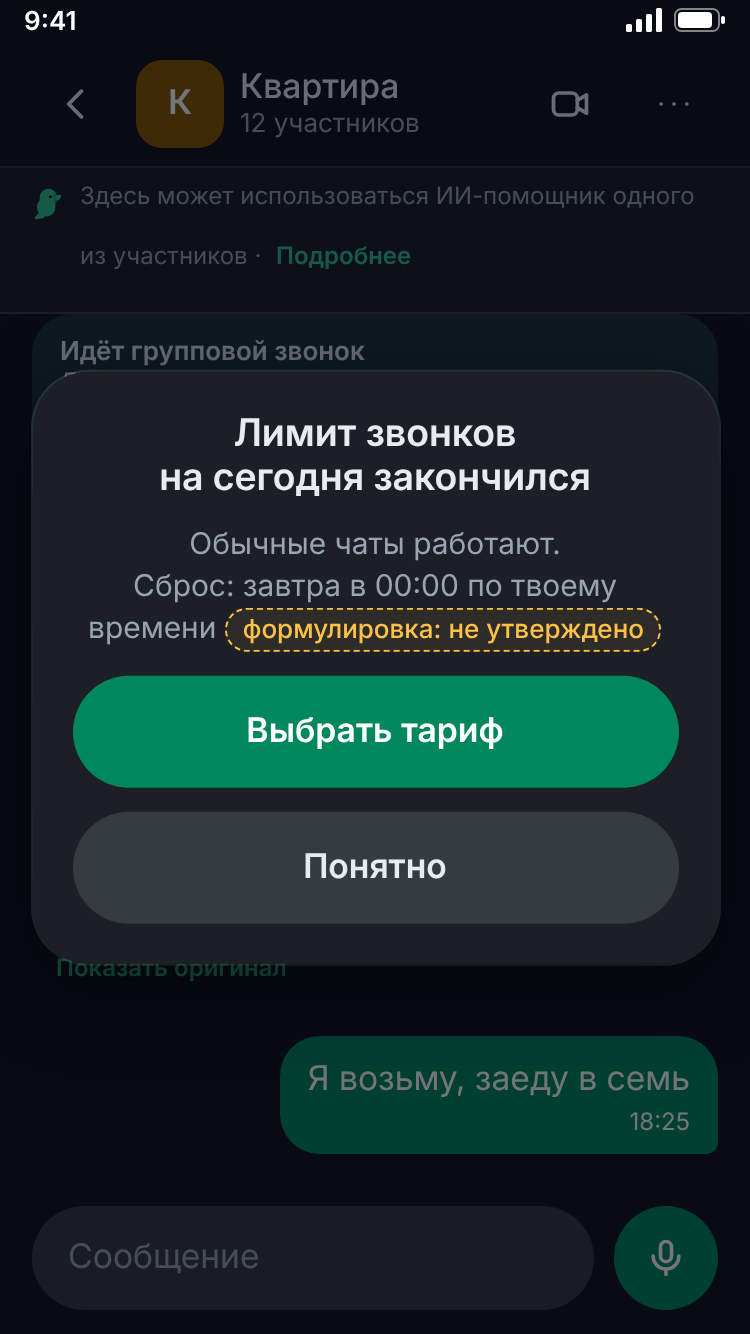 9:41
К
Квартира
12 участников
Здесь может использоваться ИИ-помощник одного
из участников · Подробнее
Идёт групповой звонок
Лимит звонков
на сегодня закончился
Обычные чаты работают.
Сброс: завтра в 00:00 по твоему
времени формулировка: не утверждено
Выбрать тариф
Понятно
Показать оригинал
Я возьму, заеду в семь
18:25
Сообщение